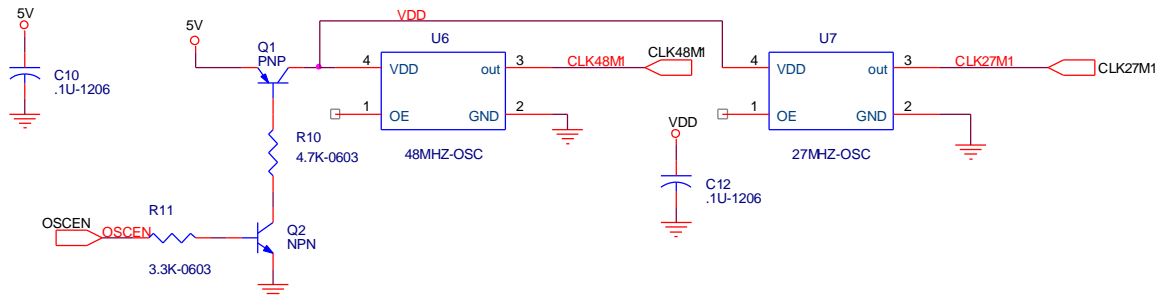 5V
C10
.1U-1206
5V
Q1
PNP
VDD
U6
4
VDD
out
3
CLK48M1
CLK48M1
1
OE
GND
2
48MHZ-OSC
R10
4.7K-0603
U7
4
VDD
out
3
CLK27M1
CLK27M1
1
OE
GND
2
27MHZ-OSC
VDD
C12
.1U-1206
OSCEN
OSCEN
R11
3.3K-0603
Q2
NPN